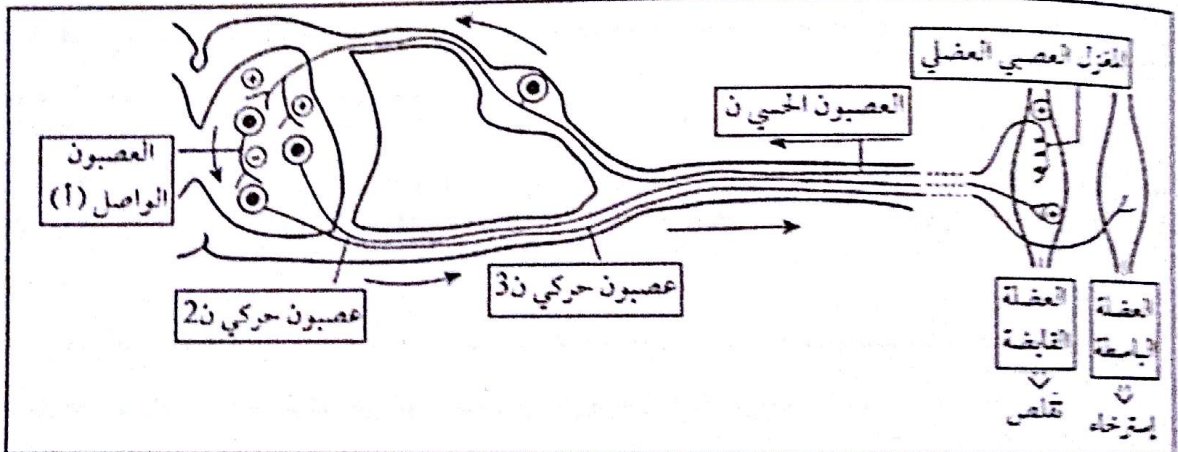 المغزل العصبي العضلي
العصبون الحسي ن
العصبون
الواصل (أ)
عصبون حركي ن2
عصبون حركي ن3
العضلة
القابضة
تقلص
العضلة
الباسطة
إسترخاء